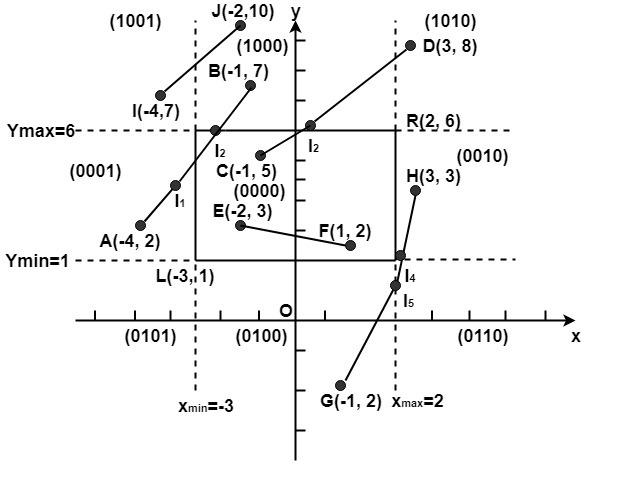 J(-2,10)
y
(1001)
(1010)
(1000)
D(3, 8)
B(-1, 7)
I(-4,7)
R(2, 6)
Ymax=6
I2
I2
C(-1, 5)
(0010)
(0001)
H(3, 3)
(0000)
I1
E(-2, 3)
F(1, 2)
A(-4, 2)
Ymin=1
L(-3, 1)
I4
I5
O
(0101)
(0100)
(0110)
x
G(-1, 2)
xmin=-3
xmax=2